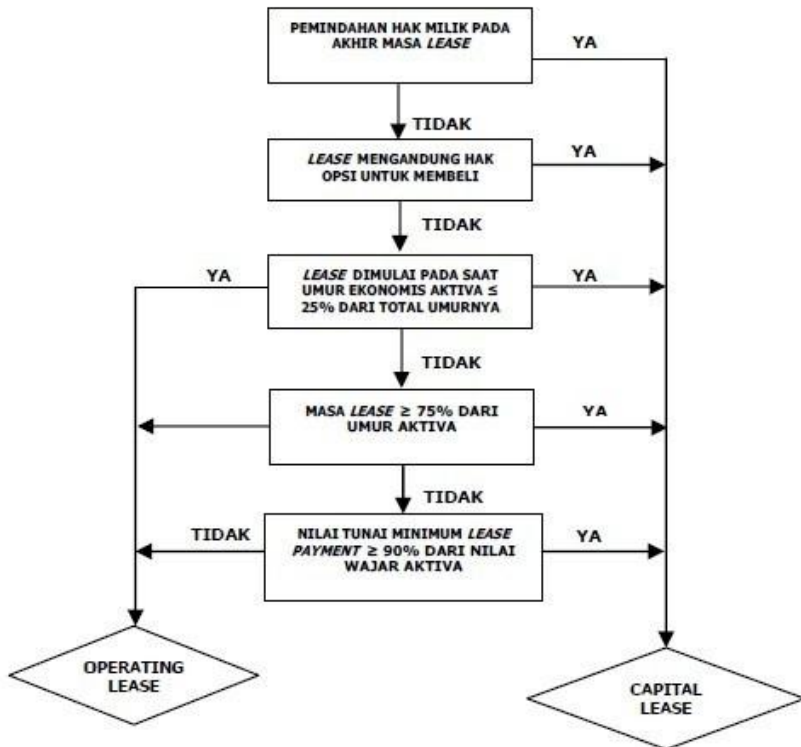 PEMINDAHAN HAK MILIK PADA
AKHIR MASA LEASE
YA
TIDAK
LEASE MENGANDUNG HAK
OPSI UNTUK MEMBELI
YA
TIDAK
YA
LEASE DIMULAI PADA SAAT
UMUR EKONOMIS AKTIVA ≤
25% DARI TOTAL UMURNYA
YA
TIDAK
MASA LEASE ≥ 75% DARI
UMUR AKTIVA
YA
TIDAK
TIDAK
NILAI TUNAI MINIMUM LEASE
PAYMENT ≥ 90% DARI NILAI
WAJAR AKTIVA
YA
OPERATING
LEASE
CAPITAL
LEASE